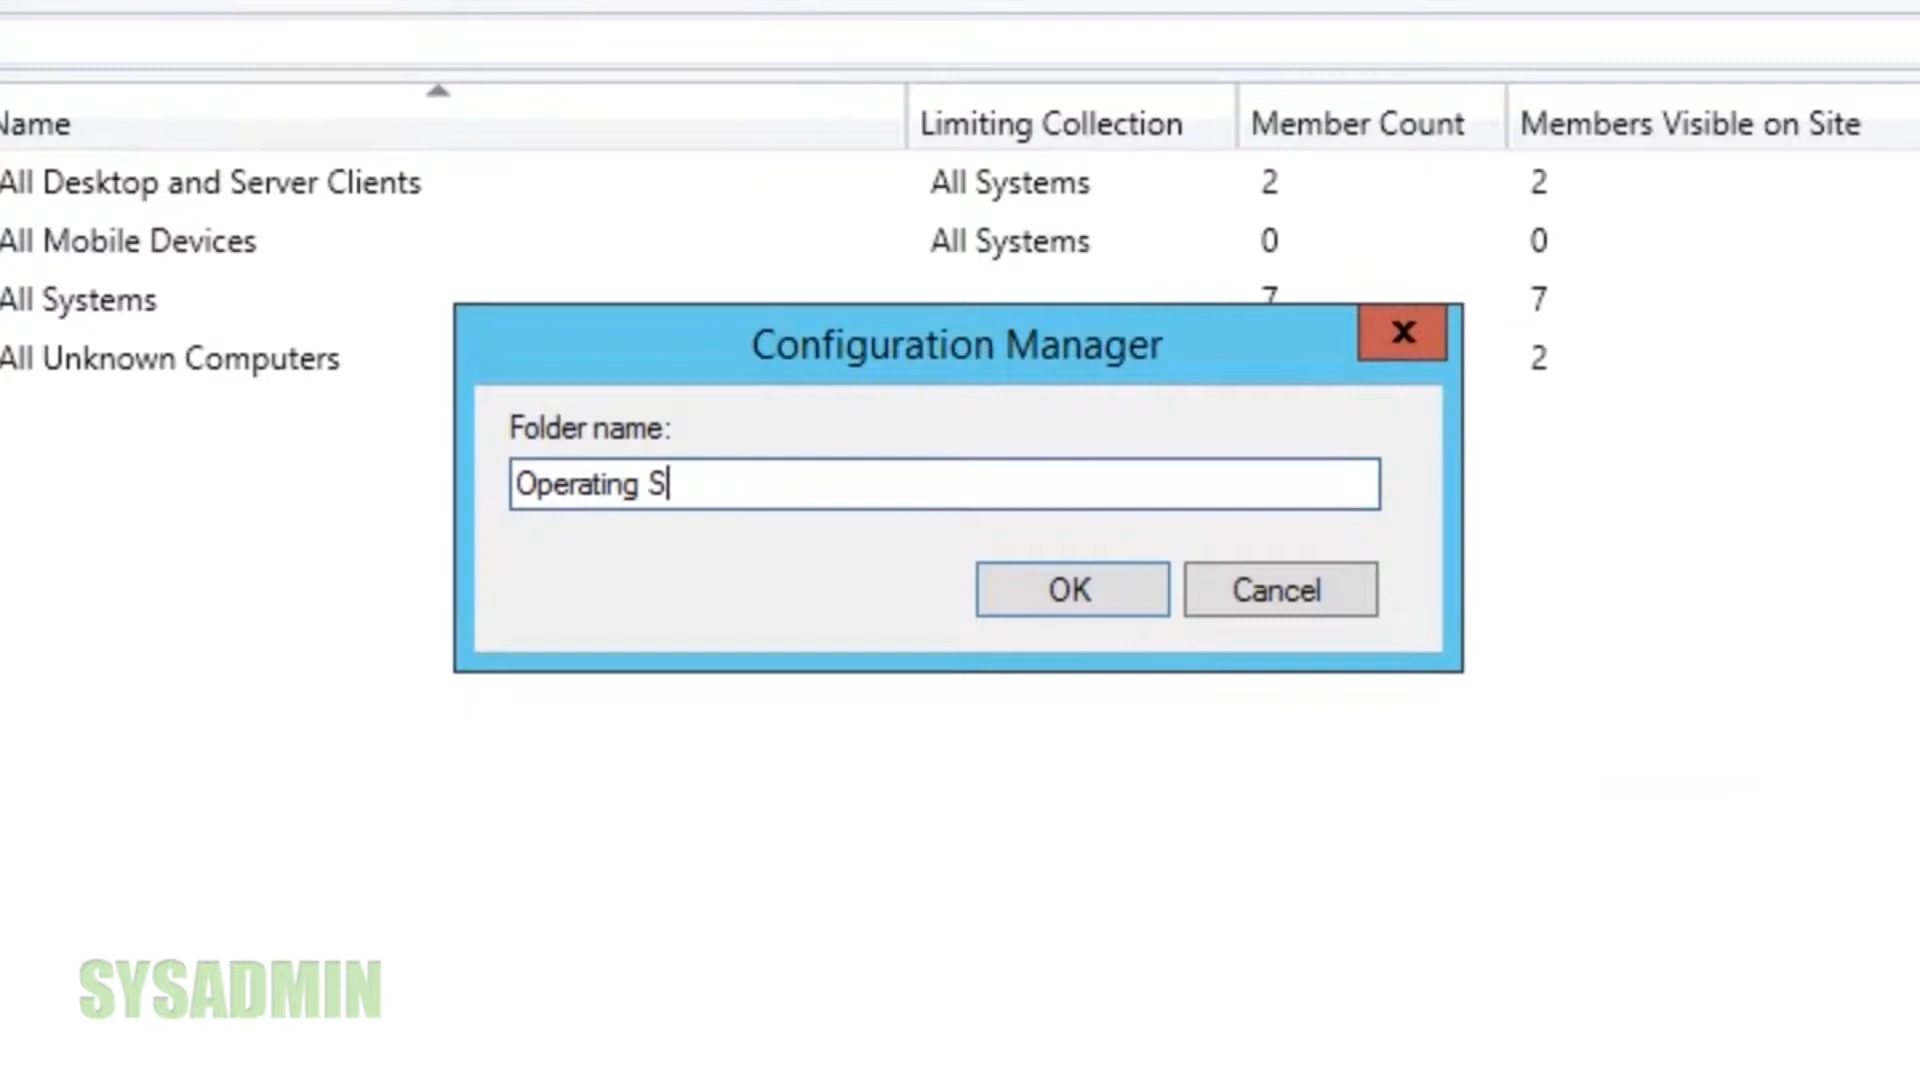 Name Limiting Collection Member Count Members Visible on Site
All Desktop and Server Clients All Systems 2 2
All Mobile Devices All Systems 0 0
All Systems 7 7
All Unknown Computers 2
Configuration Manager x
Folder name:
Operating S
OK Cancel
SYSADMIN